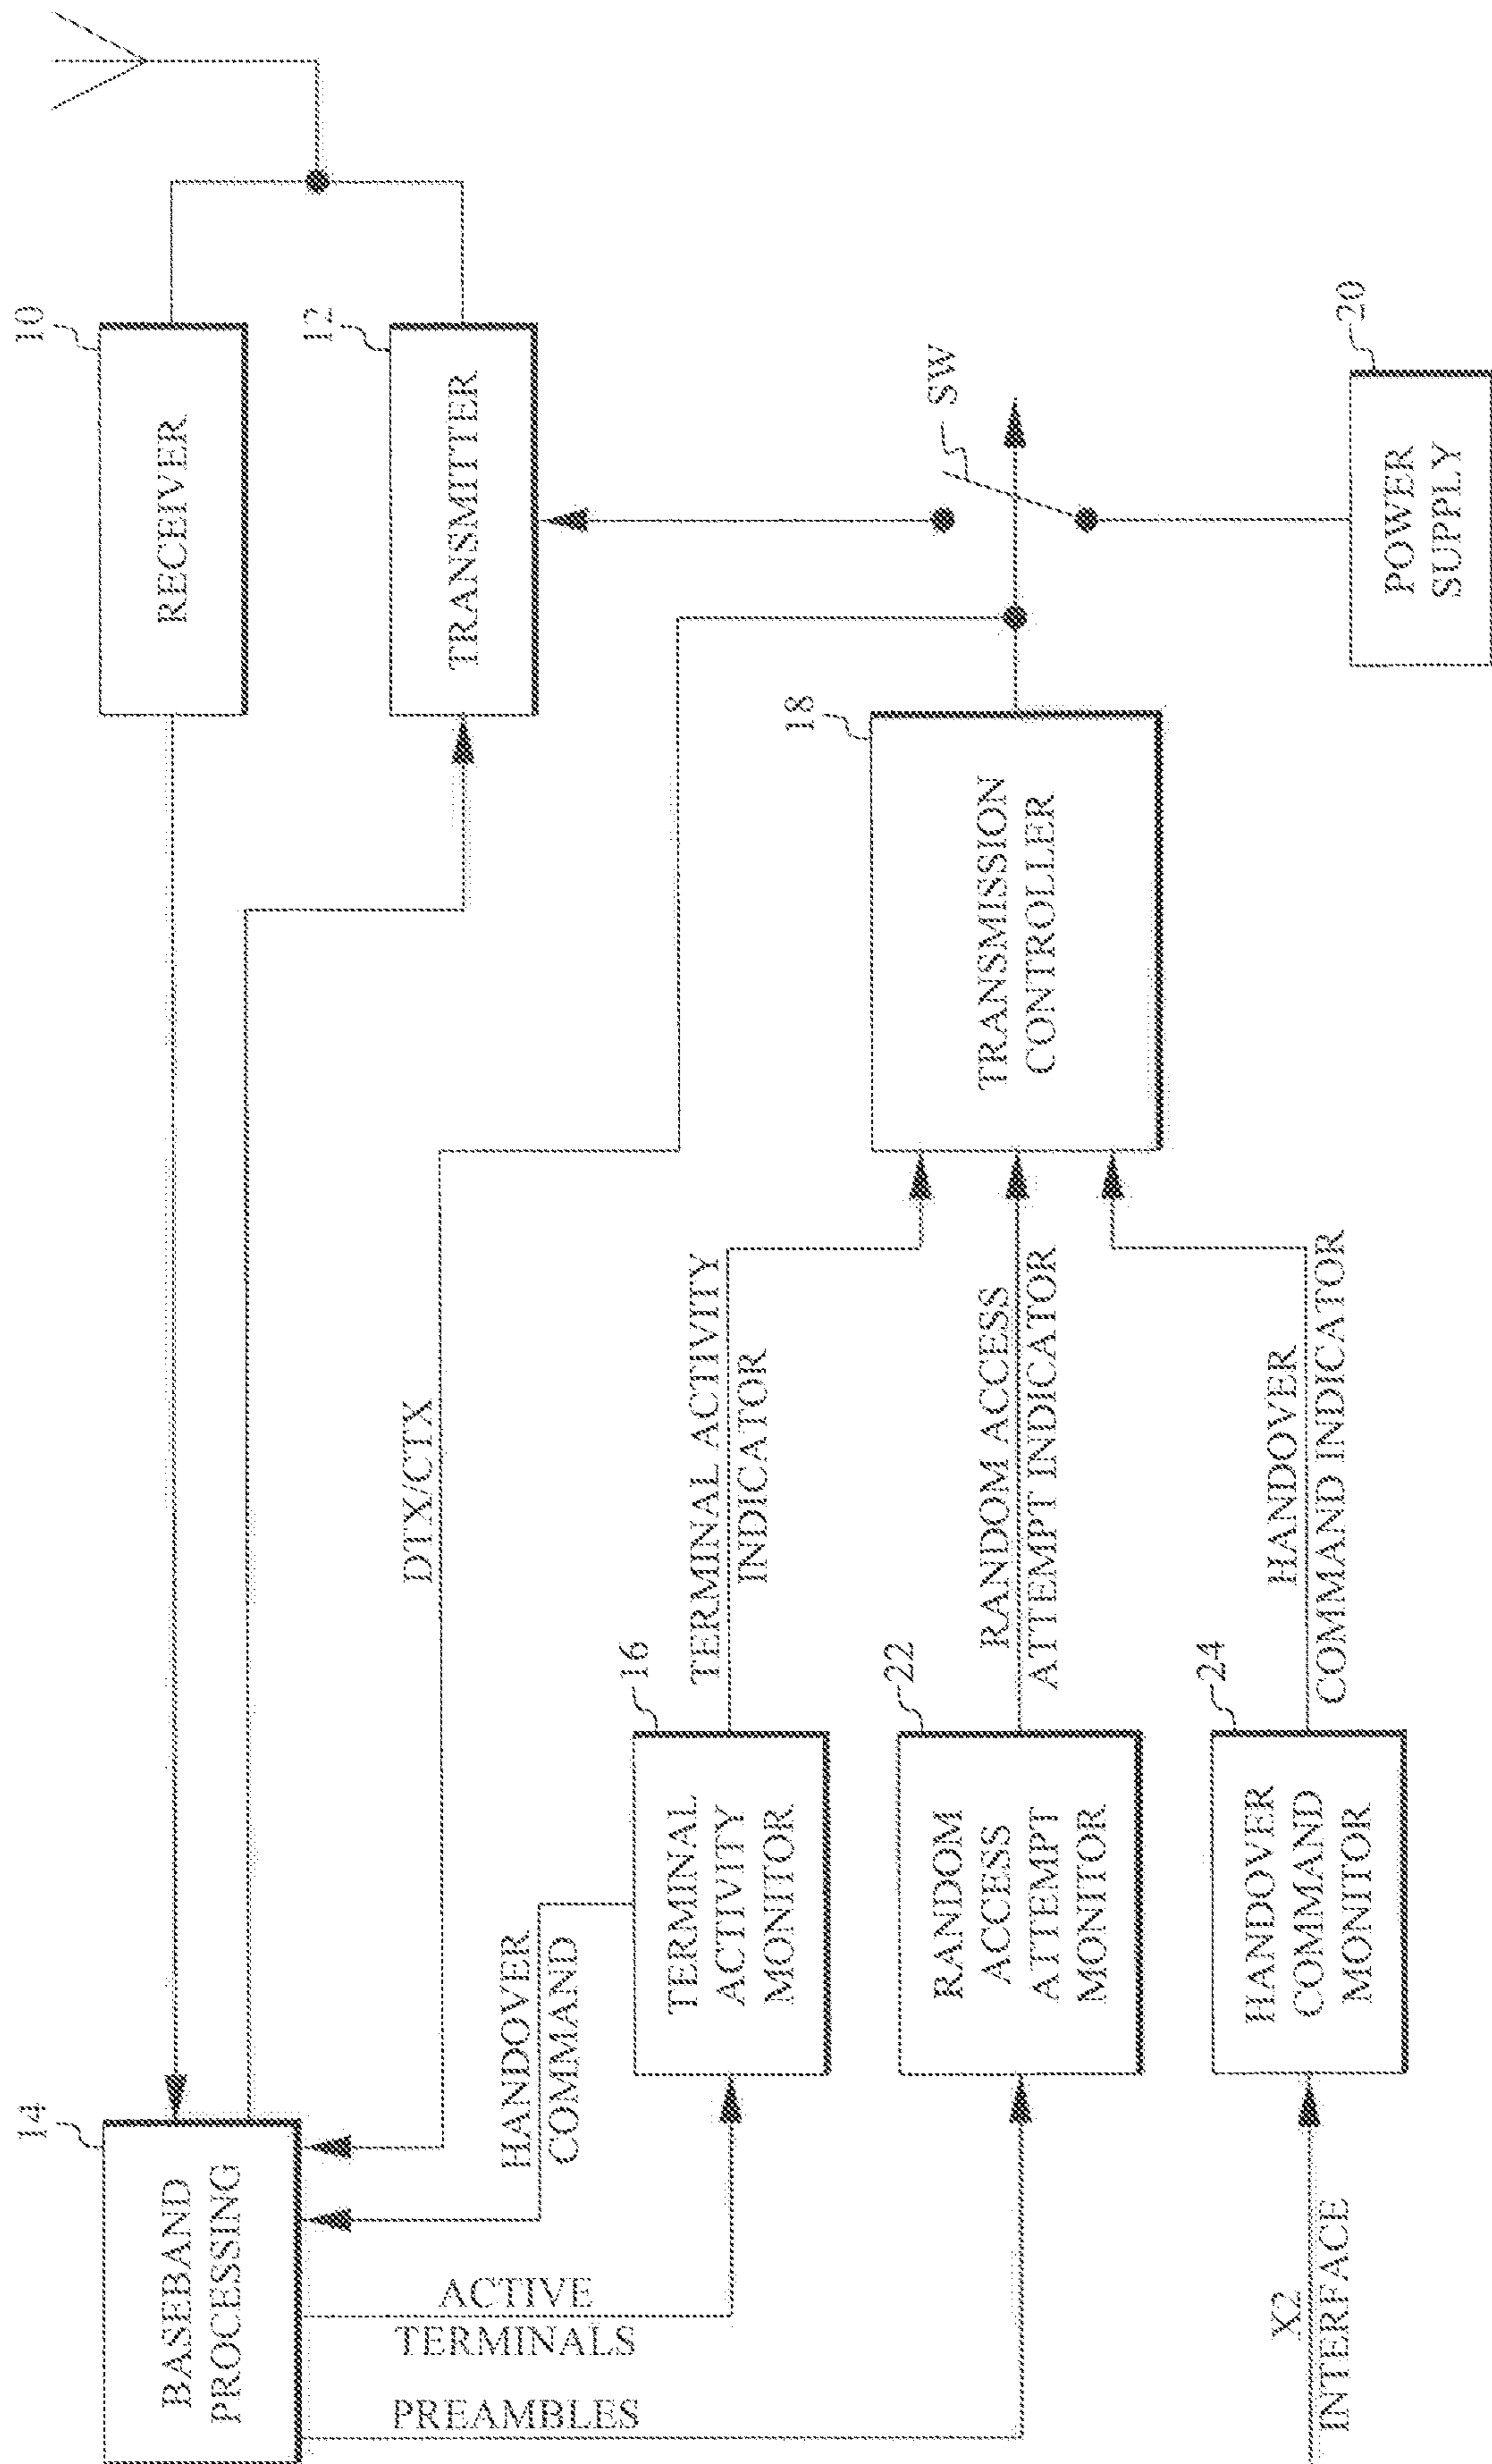 14
BASEBAND
PROCESSING
10
RECEIVER
12
TRANSMITTER
DTX/CTX
HANDOVER
COMMAND
ACTIVE
TERMINALS
PREAMBLES
16
TERMINAL
ACTIVITY
MONITOR
TERMINAL ACTIVITY
INDICATOR
22
RANDOM
ACCESS
ATTEMPT
MONITOR
RANDOM ACCESS
ATTEMPT INDICATOR
18
TRANSMISSION
CONTROLLER
SW
X2
INTERFACE
24
HANDOVER
COMMAND
MONITOR
HANDOVER
COMMAND INDICATOR
20
POWER
SUPPLY